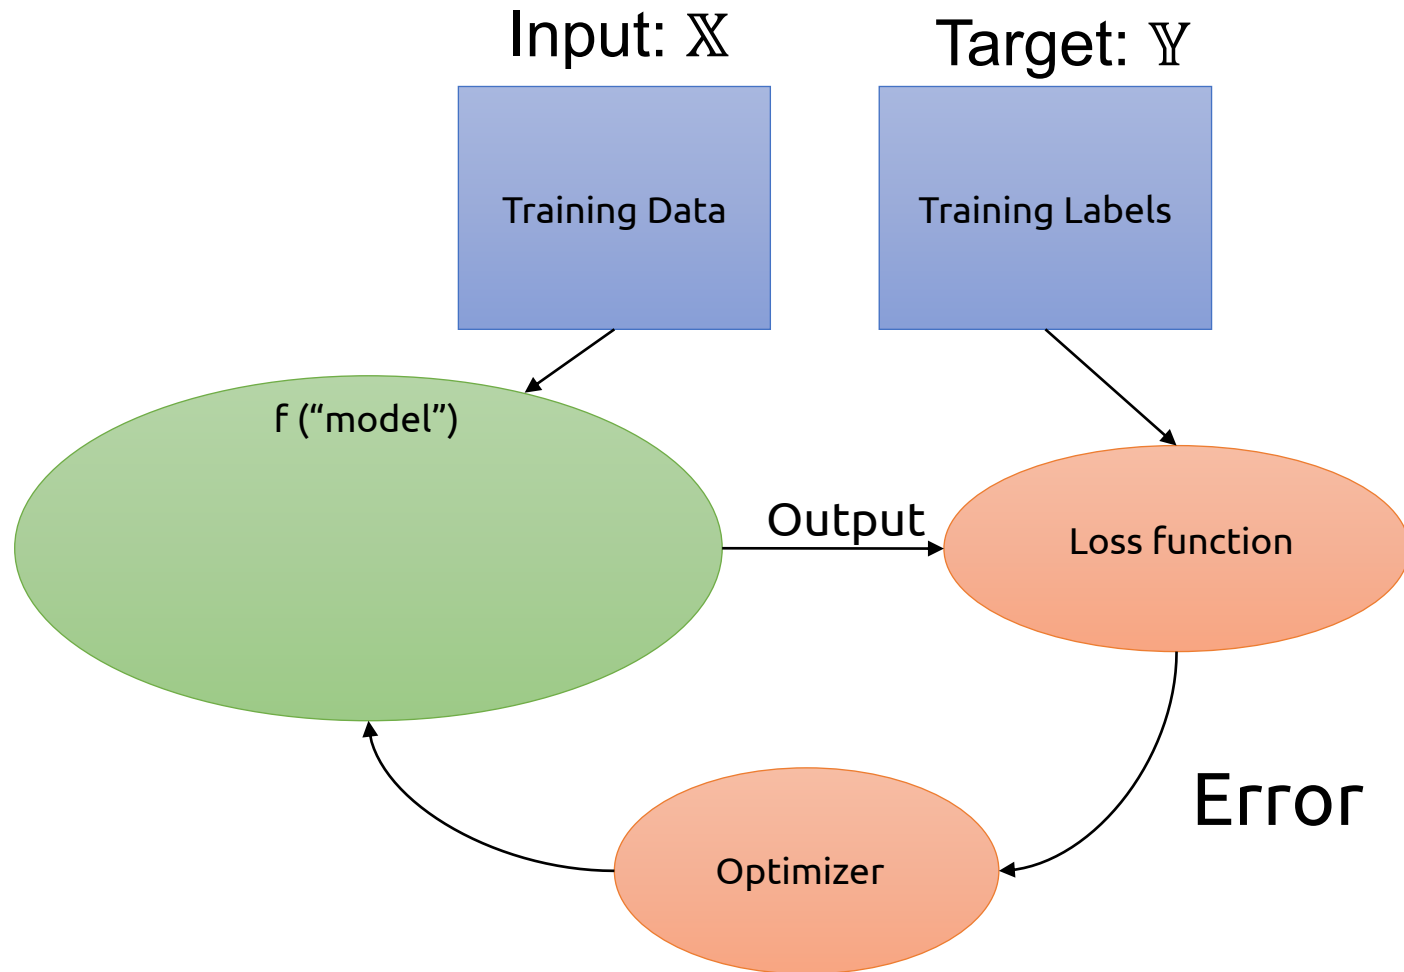 Input: 𝕏
Target: 𝕐
Training Data
Training Labels
f (“model”)
Output
Loss function
Error
Optimizer